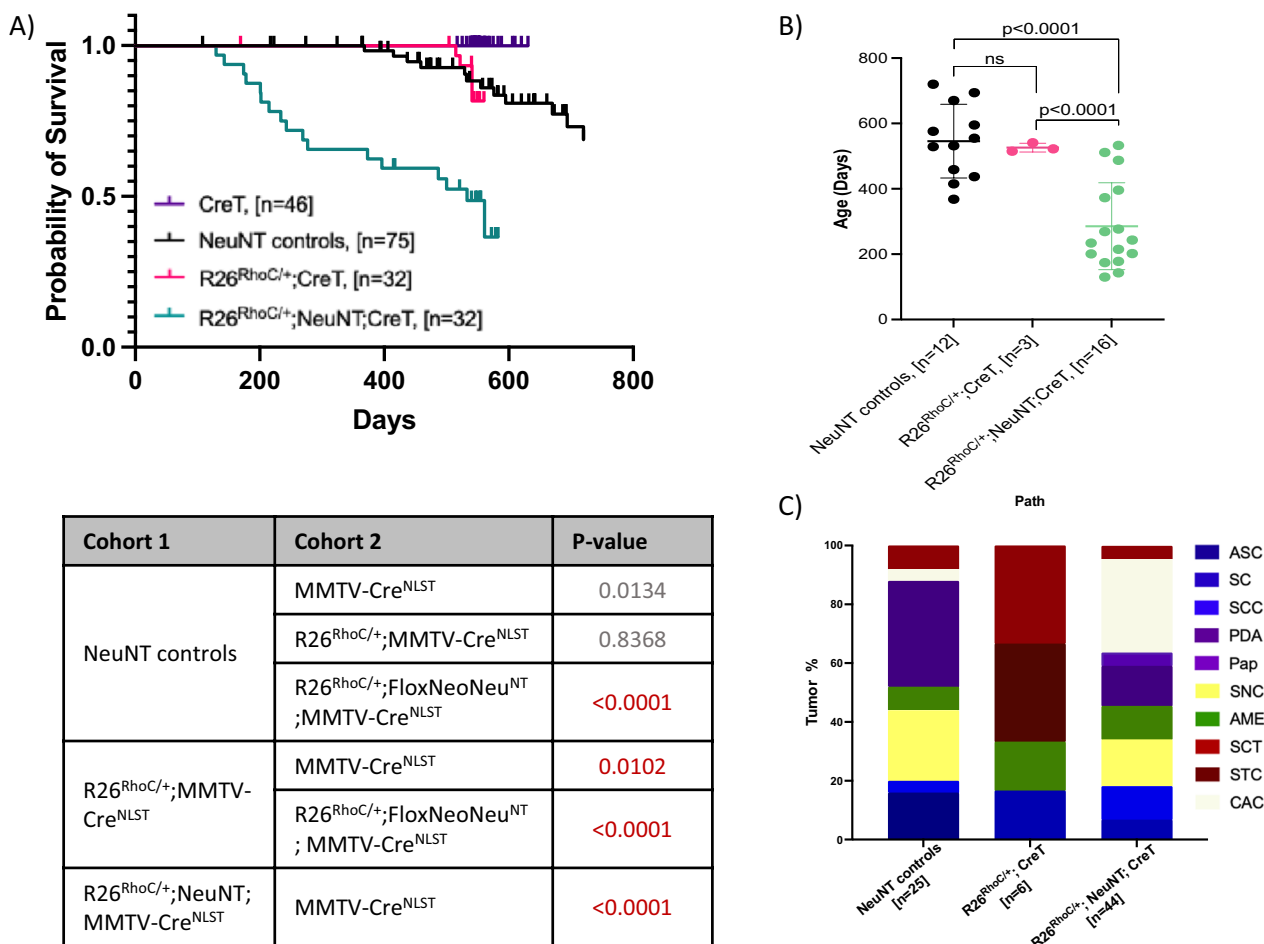 A)
Probability of Survival
1.0
0.5
0.0
0
200
400
600
800
Days
CreT, [n=46]
NeuNT controls, [n=75]
R26RhoC/+;CreT, [n=32]
R26RhoC/+;NeuNT;CreT, [n=32]
B)
p<0.0001
ns
p<0.0001
Age (Days)
800
600
400
200
0
NeuNT controls, [n=12]
R26RhoC/+;CreT, [n=3]
R26RhoC/+;NeuNT;CreT, [n=16]
Cohort 1
Cohort 2
P-value
NeuNT controls
MMTV-CreNLST
0.0134
R26RhoC/+;MMTV-CreNLST
0.8368
R26RhoC/+;FloxNeoNeuNT
;MMTV-CreNLST
<0.0001
R26RhoC/+;MMTV-
CreNLST
MMTV-CreNLST
0.0102
R26RhoC/+;FloxNeoNeuNT
; MMTV-CreNLST
<0.0001
R26RhoC/+;NeuNT;
MMTV-CreNLST
MMTV-CreNLST
<0.0001
C)
Path
Tumor %
100
80
60
40
20
0
NeuNT controls
[n=25]
R26RhoC/+; CreT
[n=6]
R26RhoC/+; NeuNT; CreT
[n=44]
ASC
SC
SCC
PDA
Pap
SNC
AME
SCT
STC
CAC